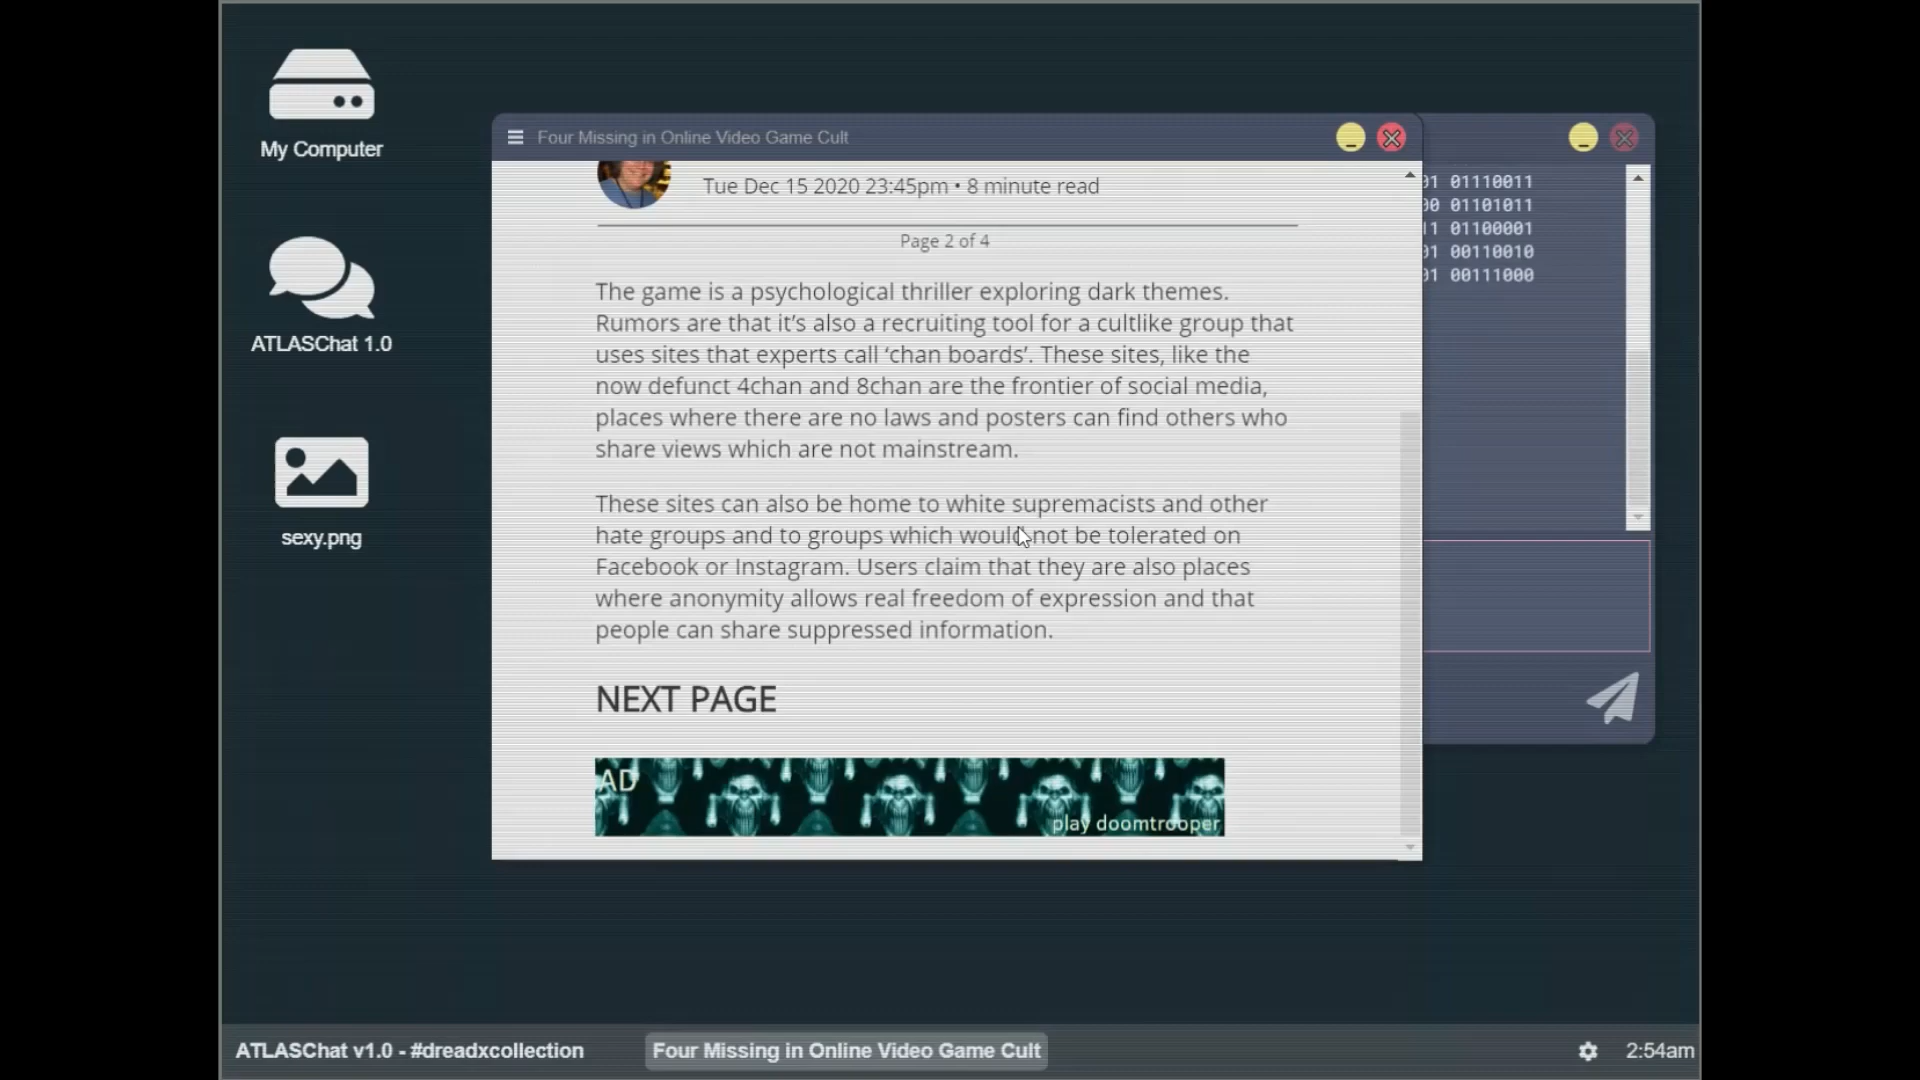 My Computer
ATLASChat 1.0
sexy.png
Four Missing in Online Video Game Cult
Tue Dec 15 2020 23:45pm • 8 minute read
Page 2 of 4
The game is a psychological thriller exploring dark themes.
Rumors are that it’s also a recruiting tool for a cultlike group that
uses sites that experts call ‘chan boards’. These sites, like the
now defunct 4chan and 8chan are the frontier of social media,
places where there are no laws and posters can find others who
share views which are not mainstream.
These sites can also be home to white supremacists and other
hate groups and to groups which would not be tolerated on
Facebook or Instagram. Users claim that they are also places
where anonymity allows real freedom of expression and that
people can share suppressed information.
NEXT PAGE
AD
play doomtrooper
01 01110011
00 01101011
11 01100001
01 00110010
01 00111000
ATLASChat v1.0 - #dreadxcollection
Four Missing in Online Video Game Cult
2:54am